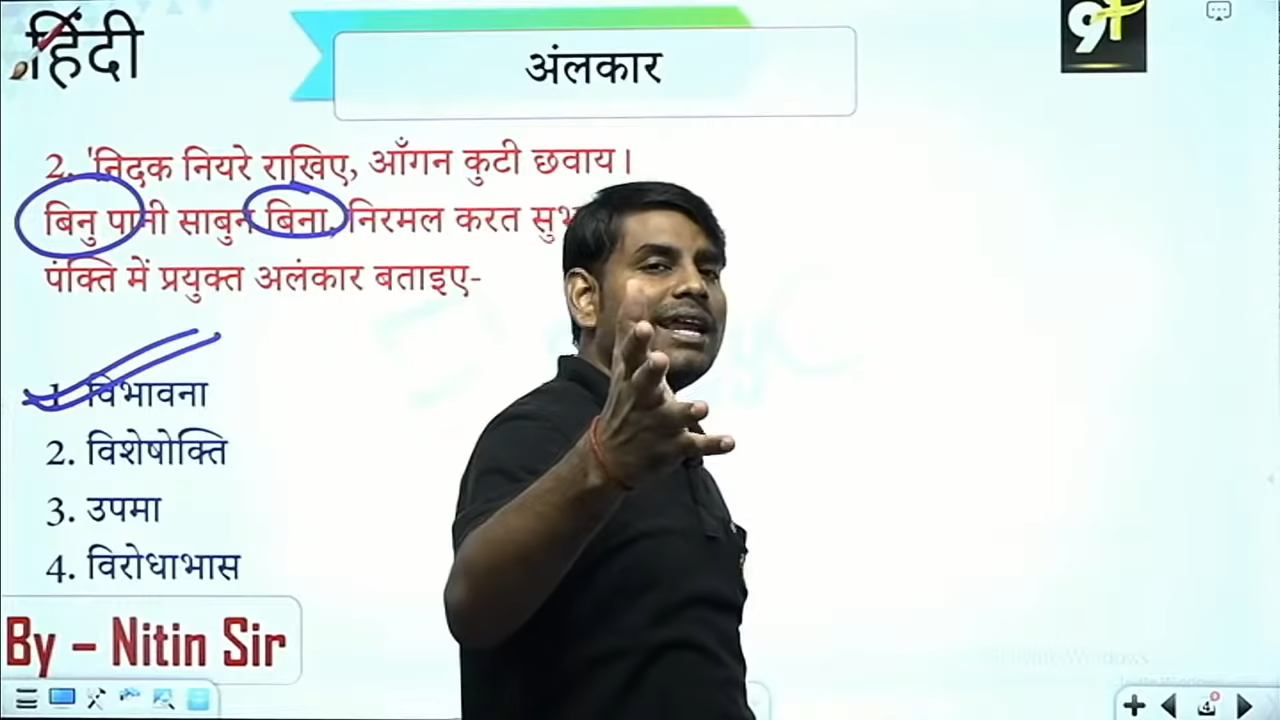 हिंदी
अंलकार
2. 'निदक नियरे राखिए, आँगन कुटी छवाय।
बिनु पानी साबुन बिना, निरमल करत
पंक्ति में प्रयुक्त अलंकार बताइए-
1. विभावना
2. विशेषोक्ति
3. उपमा
4. विरोधाभास
By – Nitin Sir